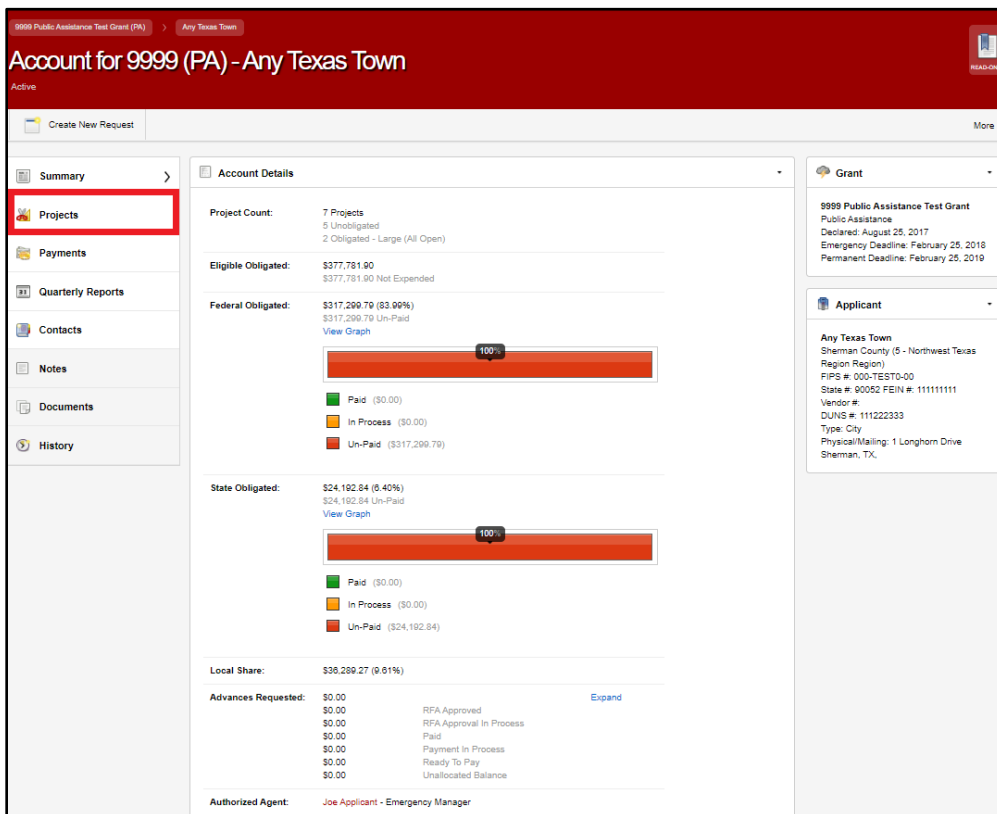 9999 Public Assistance Test Grant (PA) > Any Texas Town
Account for 9999 (PA) - Any Texas Town
Active
READ-ON
Create New Request
More
Summary
Projects
Payments
Quarterly Reports
Contacts
Notes
Documents
History
Account Details
Project Count: 7 Projects
5 Unobligated
2 Obligated - Large (All Open)
Eligible Obligated: $377,781.90
$377,781.90 Not Expended
Federal Obligated: $317,299.79 (83.99%)
$317,299.79 Un-Paid
View Graph
100%
Paid ($0.00)
In Process ($0.00)
Un-Paid ($317,299.79)
State Obligated: $24,192.84 (6.40%)
$24,192.84 Un-Paid
View Graph
100%
Paid ($0.00)
In Process ($0.00)
Un-Paid ($24,192.84)
Local Share: $36,289.27 (9.61%)
Advances Requested: $0.00 Expand
$0.00 RFA Approved
$0.00 RFA Approval In Process
$0.00 Paid
$0.00 Payment In Process
$0.00 Ready To Pay
$0.00 Unallocated Balance
Authorized Agent: Joe Applicant - Emergency Manager
Grant
9999 Public Assistance Test Grant
Public Assistance
Declared: August 25, 2017
Emergency Deadline: February 25, 2018
Permanent Deadline: February 25, 2019
Applicant
Any Texas Town
Sherman County (5 - Northwest Texas
Region Region)
FIPS #: 000-TEST0-00
State #: 90052 FEIN #: 111111111
Vendor #:
DUNS #: 111222333
Type: City
Physical/Mailing: 1 Longhorn Drive
Sherman, TX,